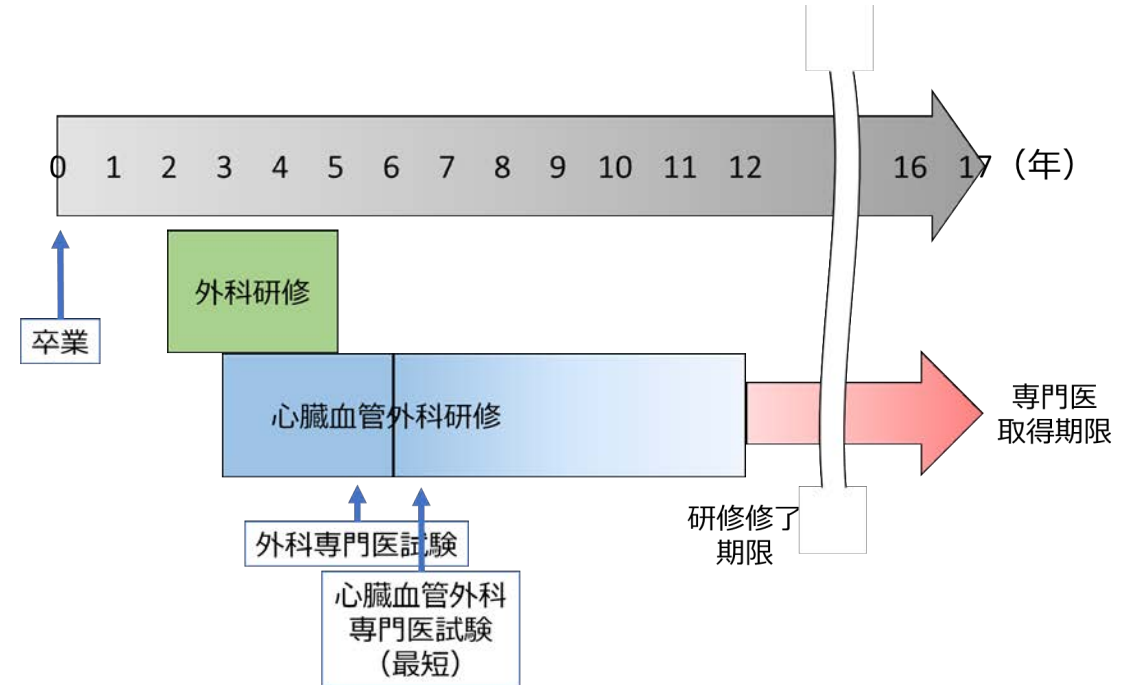 0 1 2 3 4 5 6 7 8 9 10 11 12 16 17（年）
外科研修
卒業
心臓血管外科研修
専門医
取得期限
研修修了
期限
外科専門医試験
心臓血管外科
専門医試験
（最短）